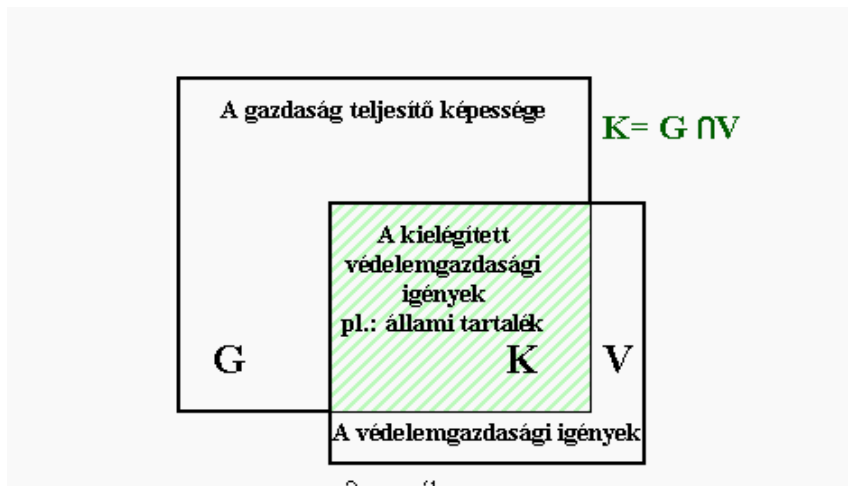 A gazdaság teljesítő képessége
K= G ∩V
A kielégített
védelemgazdasági
igények
pl.: állami tartalék
G
K
V
A védelemgazdasági igények